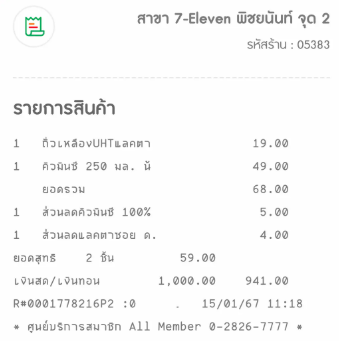 สาขา 7-Eleven พิชยนันท์ จุด 2
รหัสร้าน : 05383
รายการสินค้า
1 ถั่วเหลืองUHTแลคตา 19.00
1 คิวมินซี 250 มล. น้ 49.00
ยอดรวม 68.00
1 ส่วนลดคิวมินซี 100% 5.00
1 ส่วนลดแลคตาซอย ถ. 4.00
ยอดสุทธิ 2 ชิ้น 59.00
เงินสด/เงินทอน 1,000.00 941.00
R#0001778216P2 :0 . 15/01/67 11:18
* ศูนย์บริการสมาชิก All Member 0-2826-7777 *